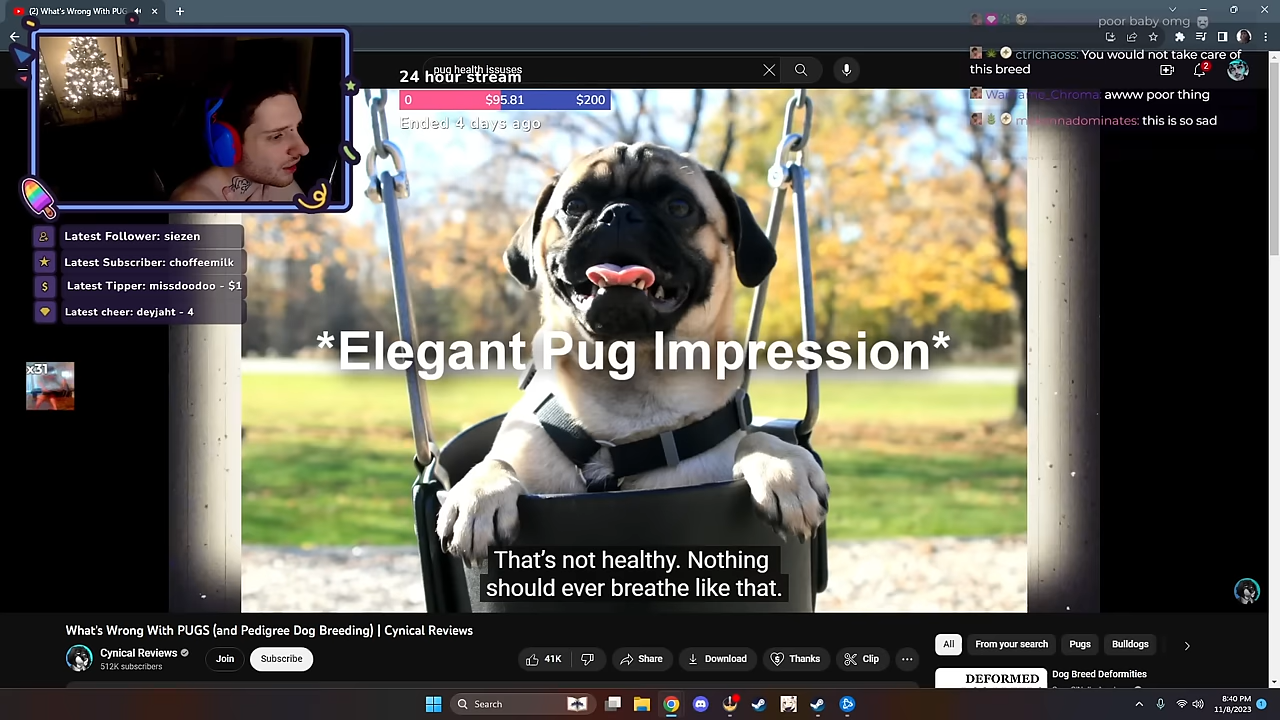 (2) What's Wrong With PUG
pug health issuses
24 hour stream
0 $95.81 $200
Ended 4 days ago
poor baby omg
ctrlchaoss: You would not take care of
this breed
awww poor thing
this is so sad
2
Latest Follower: siezen
Latest Subscriber: choffeemilk
Latest Tipper: missdoodoo - $1
Latest cheer: deyjaht - 4
x31
*Elegant Pug Impression*
That's not healthy. Nothing
should ever breathe like that.
What's Wrong With PUGS (and Pedigree Dog Breeding) | Cynical Reviews
Cynical Reviews
512K subscribers
Join
Subscribe
41K
Share
Download
Thanks
Clip
All
From your search
Pugs
Bulldogs
DEFORMED
Dog Breed Deformities
Search
8:40 PM
11/8/2023
1